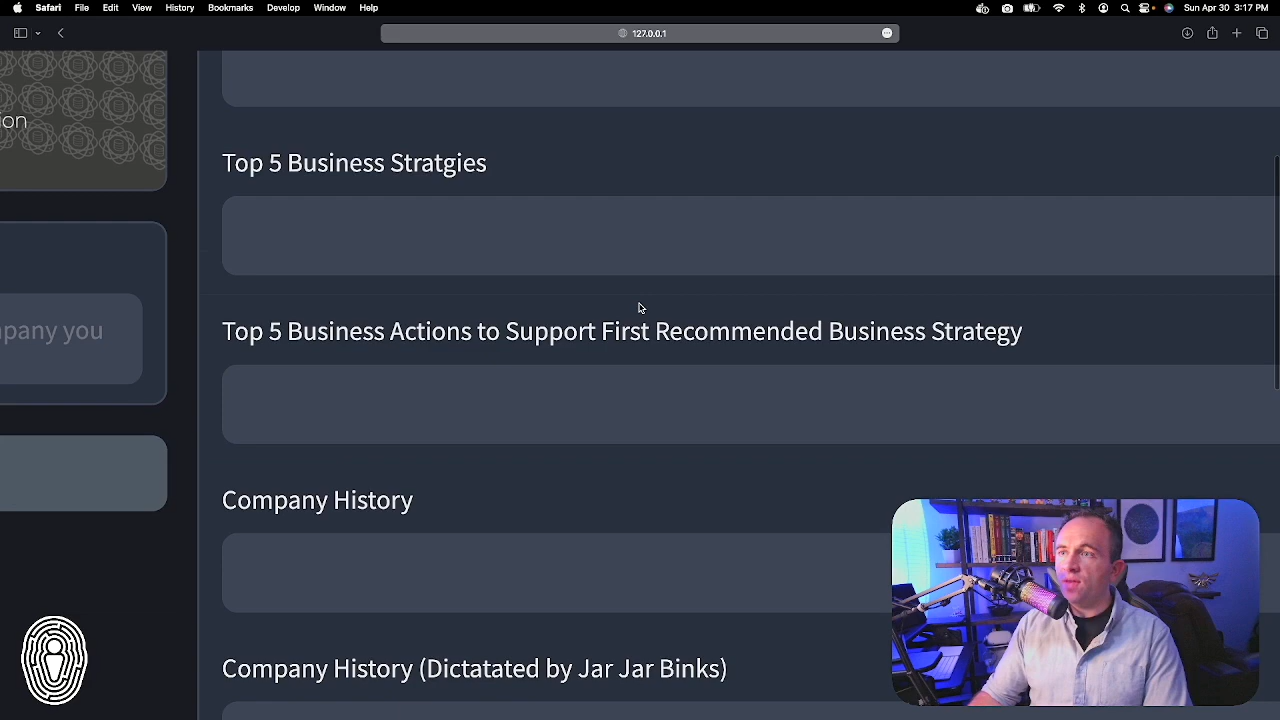 Safari File Edit View History Bookmarks Develop Window Help Sun Apr 30 3:17 PM
127.0.0.1
ion
Top 5 Business Stratgies
Top 5 Business Actions to Support First Recommended Business Strategy
mpany you
Company History
Company History (Dictatated by Jar Jar Binks)